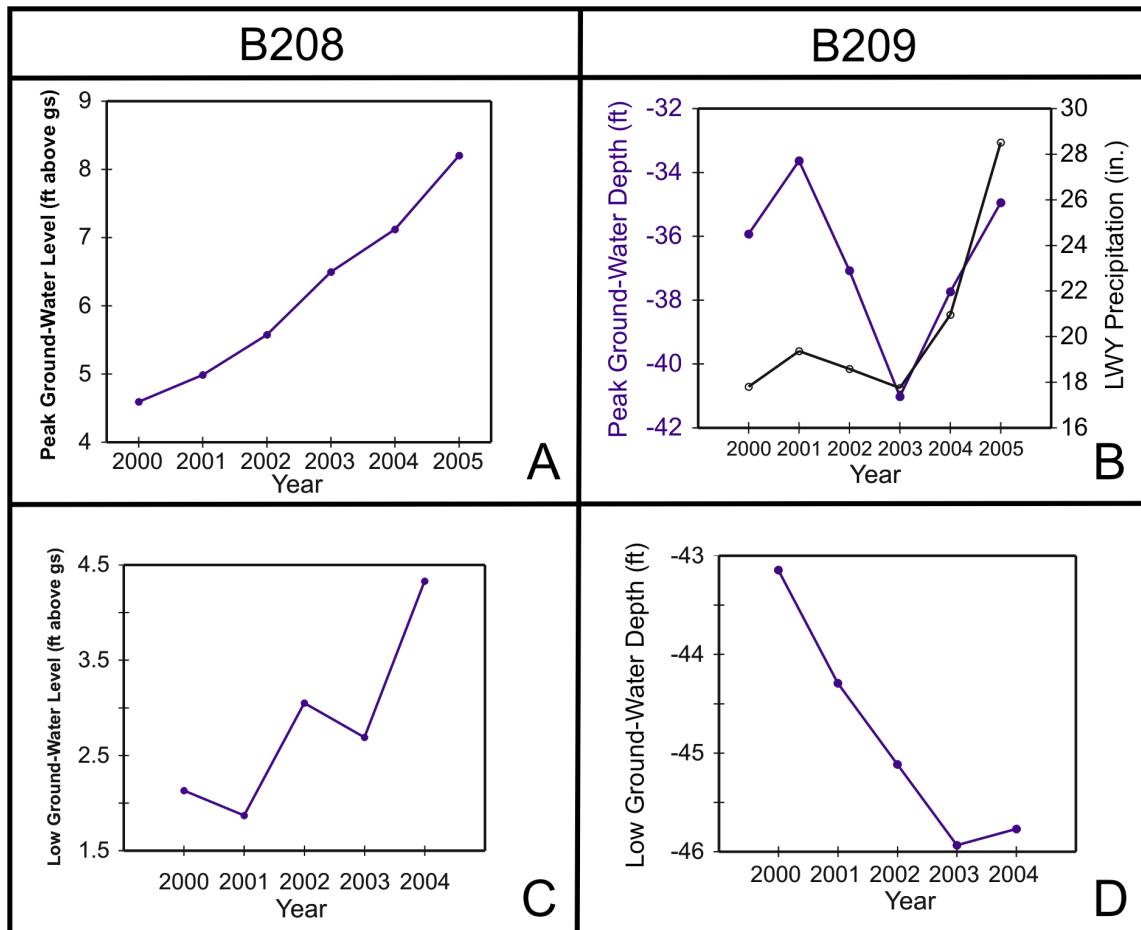 B208
B209
Peak Ground-Water Level (ft above gs)
9
8
7
6
5
4
2000 2001 2002 2003 2004 2005
Year
A
Peak Ground-Water Depth (ft)
-32
-34
-36
-38
-40
-42
30
28
26
24
22
20
18
16
LWY Precipitation (in.)
2000 2001 2002 2003 2004 2005
Year
B
Low Ground-Water Level (ft above gs)
4.5
3.5
2.5
1.5
2000 2001 2002 2003 2004
Year
C
Low Ground-Water Depth (ft)
-43
-44
-45
-46
2000 2001 2002 2003 2004
Year
D